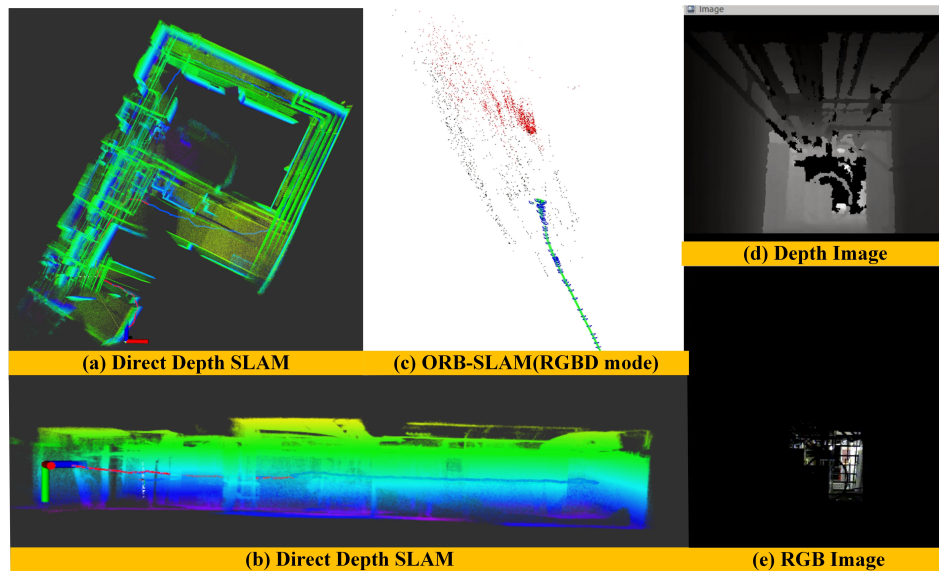 Image
(d) Depth Image
(a) Direct Depth SLAM
(c) ORB-SLAM(RGBD mode)
(b) Direct Depth SLAM
(e) RGB Image